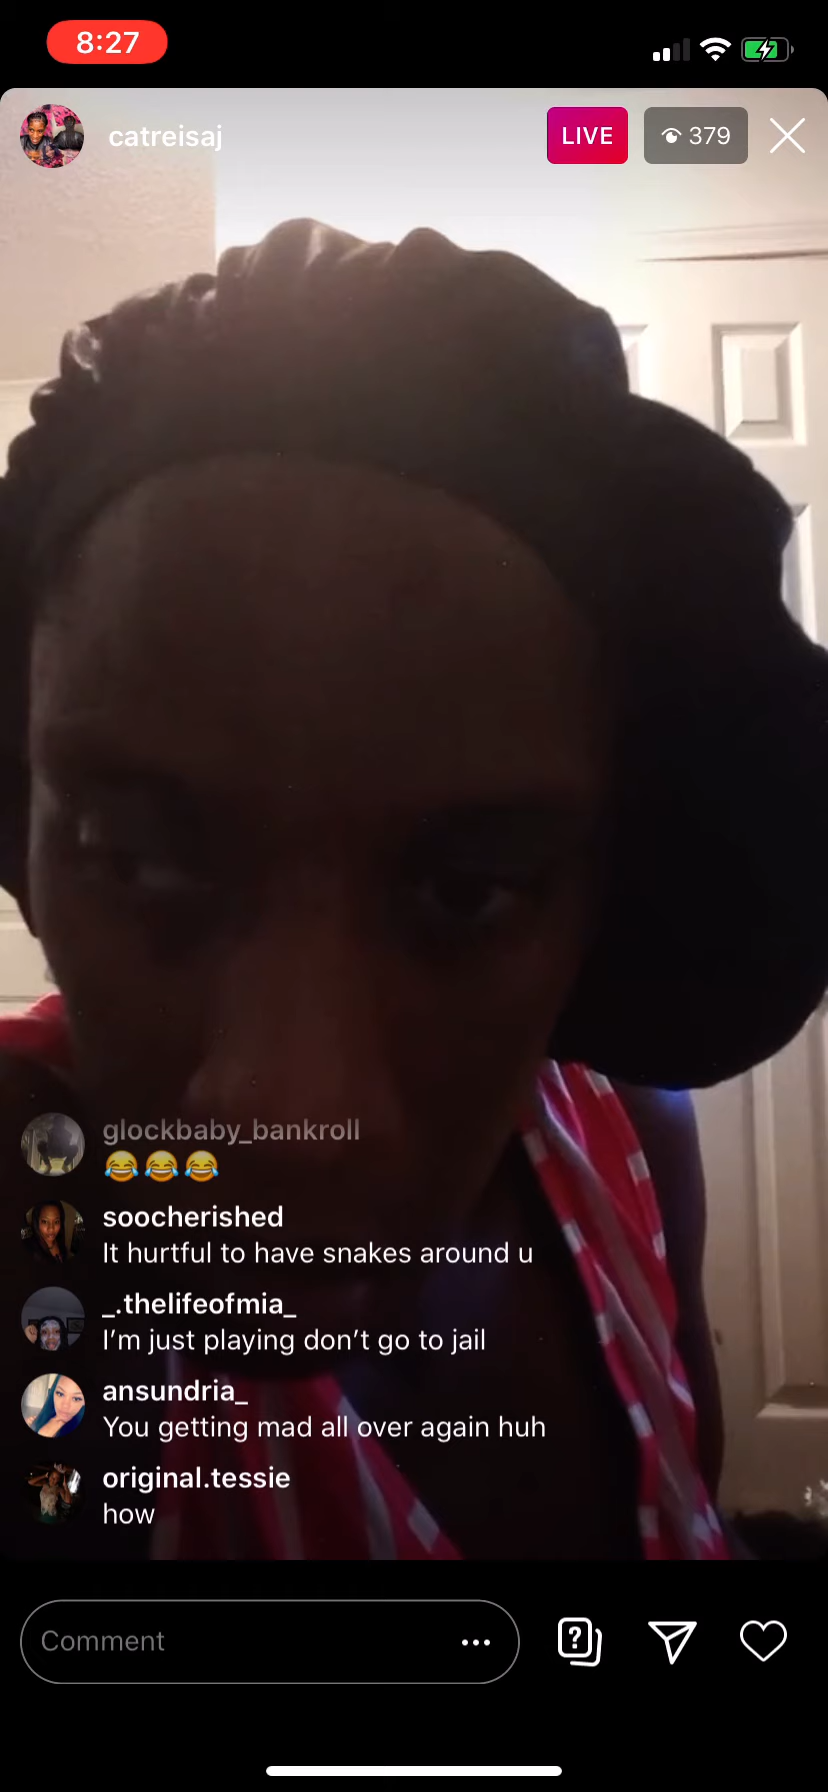 8:27
catreisaj
LIVE
379
glockbaby_bankroll
😂😂😂
soocherished
It hurtful to have snakes around u
_.thelifeofmia_
I’m just playing don’t go to jail
ansundria_
You getting mad all over again huh
original.tessie
how
Comment